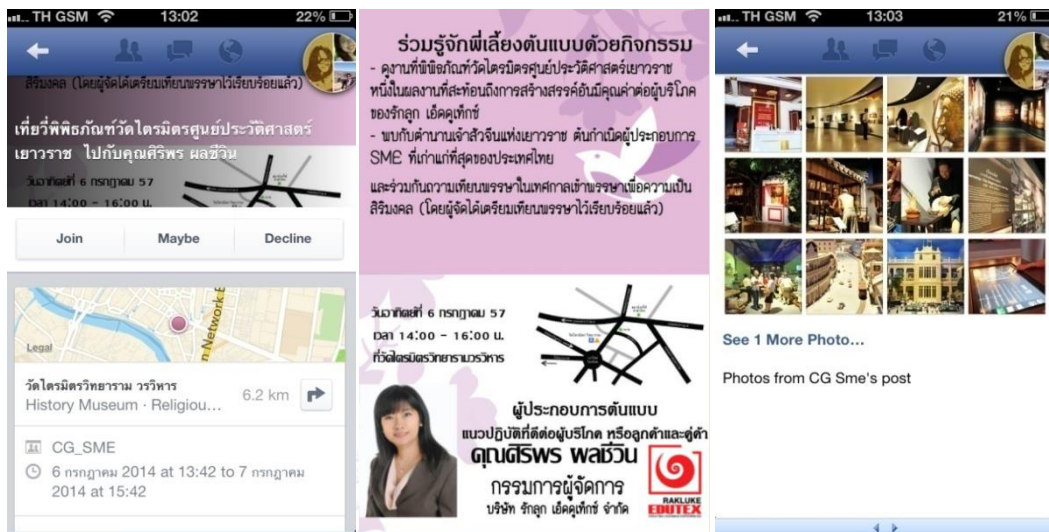 TH GSM 13:02 22%
สิริมงคล (โดยผู้จัดได้เตรียมเทียนพรรษาไว้เรียบร้อยแล้ว)
เที่ยวพิพิธภัณฑ์วัดไตรมิตรศูนย์ประวัติศาสตร์
เยาวราช ไปกับคุณศิริพร ผลชีวิน
วันอาทิตย์ที่ 6 กรกฎาคม 57
เวลา 14:00 - 16:00 น.
Join Maybe Decline
Legal
n Network E
วัดไตรมิตรวิทยาราม วรวิหาร
History Museum · Religiou...
6.2 km
CG_SME
6 กรกฎาคม 2014 at 13:42 to 7 กรกฎาคม
2014 at 15:42
ร่วมรู้จักพี่เลี้ยงต้นแบบด้วยกิจกรรม
- ดูงานที่พิพิธภัณฑ์วัดไตรมิตรศูนย์ประวัติศาสตร์เยาวราช
หนึ่งในผลงานที่สะท้อนถึงการสร้างสรรค์อันมีคุณค่าต่อผู้บริโภค
ของรักลูก เอ็ดดูเท็กซ์
- พบกับตำนานเจ้าสัวจีนแห่งเยาวราช ต้นกำเนิดผู้ประกอบการ
SME ที่เก่าแก่ที่สุดของประเทศไทย
และร่วมกันถวายเทียนพรรษาในเทศกาลเข้าพรรษาเพื่อความเป็น
สิริมงคล (โดยผู้จัดได้เตรียมเทียนพรรษาไว้เรียบร้อยแล้ว)
วันอาทิตย์ที่ 6 กรกฎาคม 57
เวลา 14:00 - 16:00 น.
ที่วัดไตรมิตรวิทยารามวรวิหาร
ผู้ประกอบการต้นแบบ
แนวปฏิบัติที่ดีต่อผู้บริโภค หรือลูกค้าและคู่ค้า
คุณศิริพร ผลชีวิน
กรรมการผู้จัดการ
บริษัท รักลูก เอ็ดดูเท็กซ์ จำกัด
RAKLUKE
EDUTEX
TH GSM 13:03 21%
See 1 More Photo...
Photos from CG Sme's post